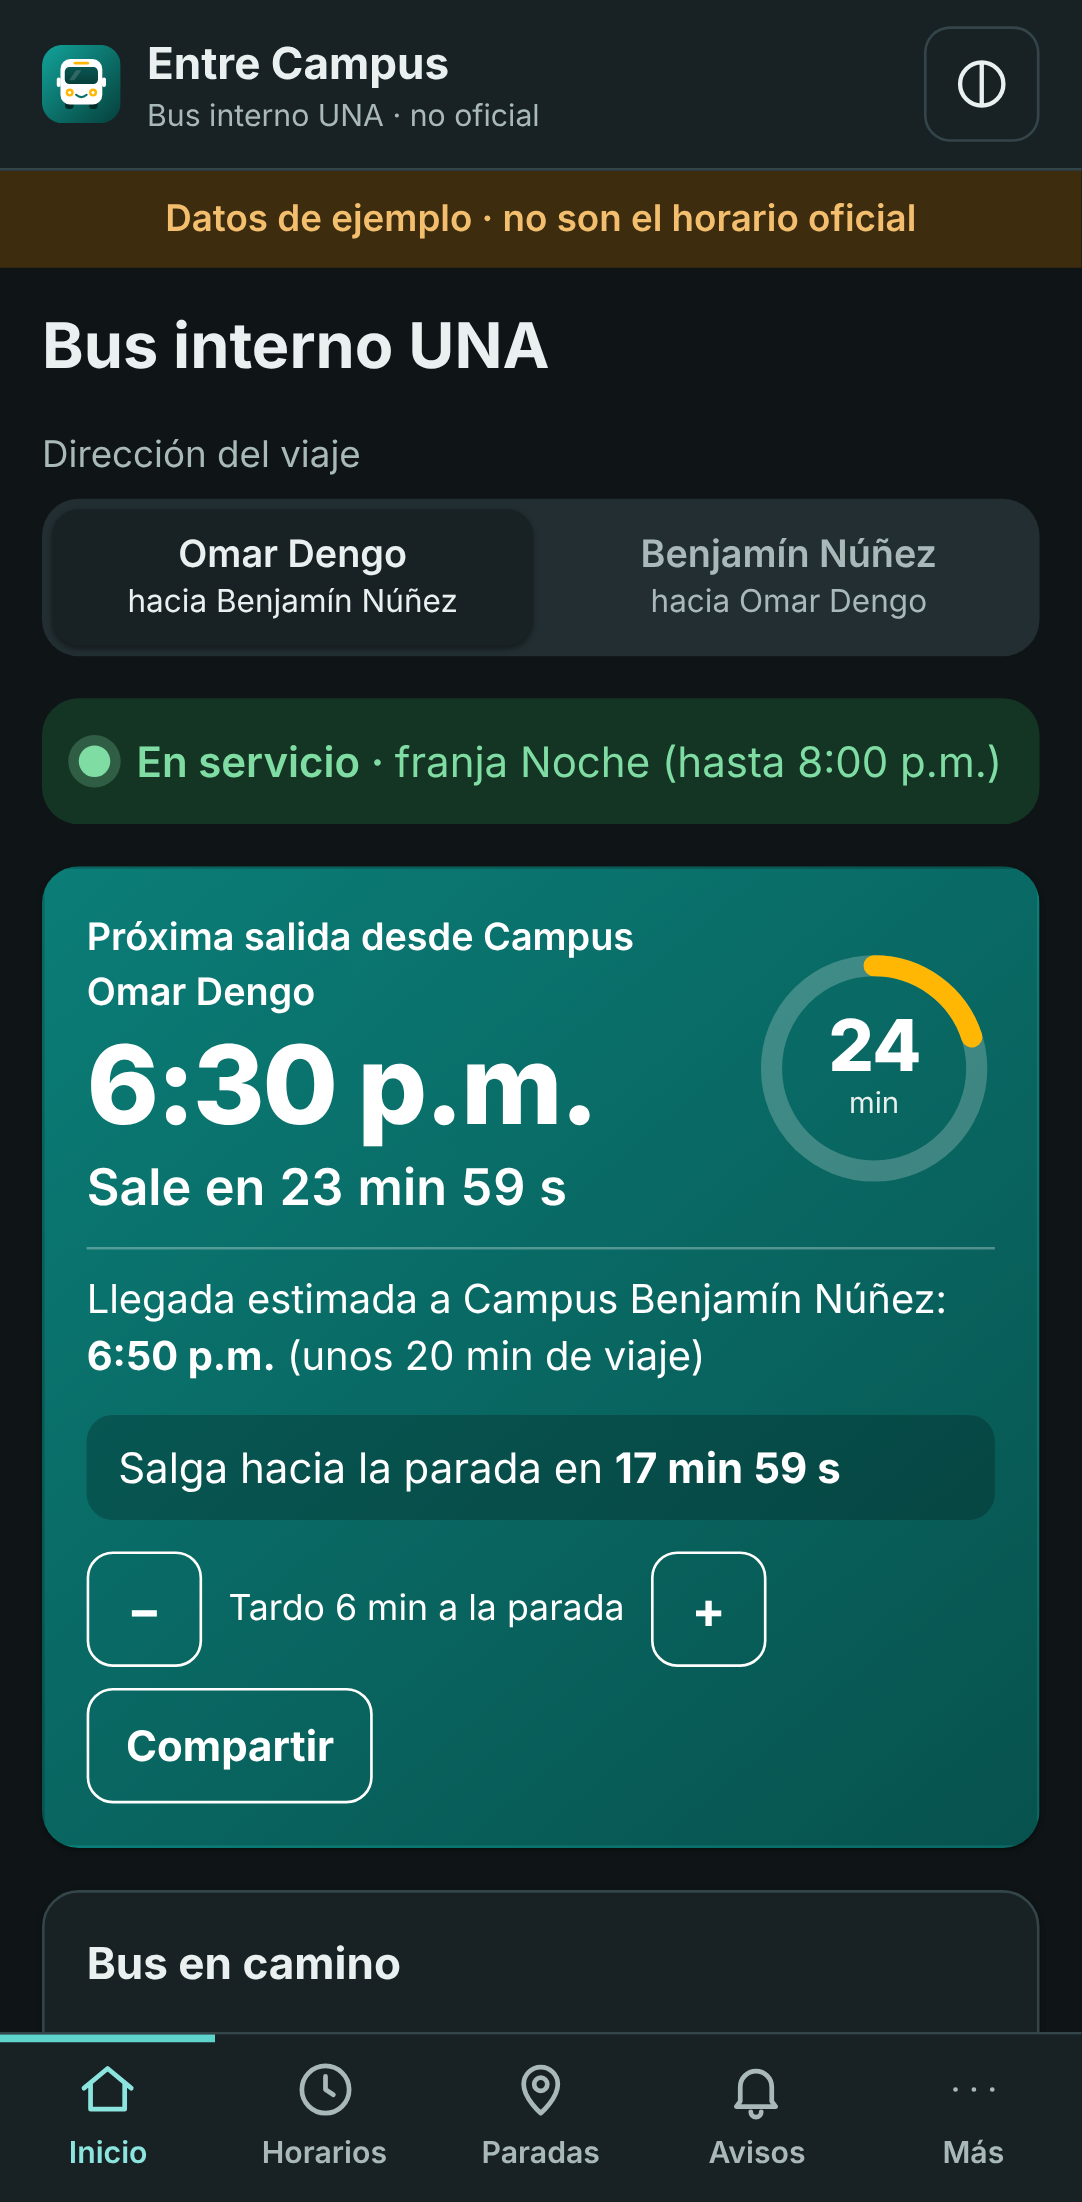 Entre Campus
Bus interno UNA · no oficial
Datos de ejemplo · no son el horario oficial
Bus interno UNA
Dirección del viaje
Omar Dengo
hacia Benjamín Núñez
Benjamín Núñez
hacia Omar Dengo
En servicio · franja Noche (hasta 8:00 p.m.)
Próxima salida desde Campus
Omar Dengo
6:30 p.m.
Sale en 23 min 59 s
24
min
Llegada estimada a Campus Benjamín Núñez:
6:50 p.m. (unos 20 min de viaje)
Salga hacia la parada en 17 min 59 s
– Tardo 6 min a la parada +
Compartir
Bus en camino
Inicio
Horarios
Paradas
Avisos
Más